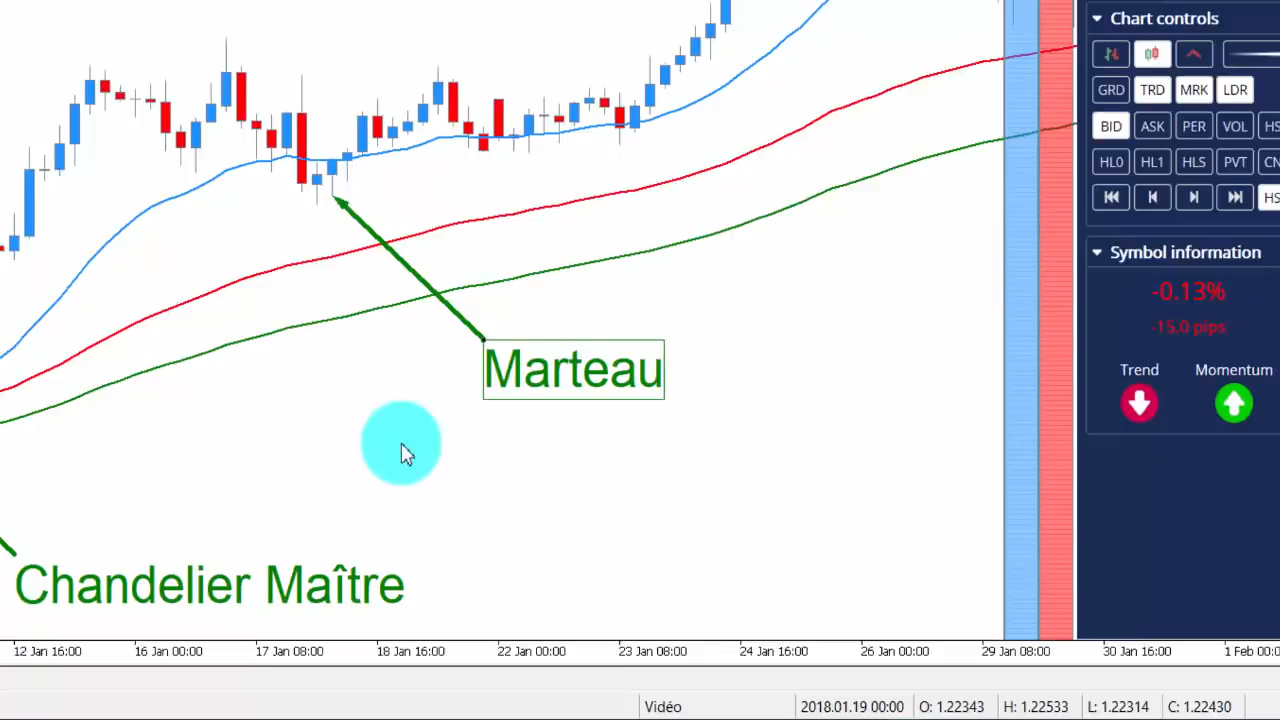 Chart controls
GRD TRD MRK LDR
BID ASK PER VOL
HL0 HL1 HLS PVT
Symbol information
-0.13%
-15.0 pips
Trend Momentum
Marteau
Chandelier Maître
12 Jan 16:00 16 Jan 00:00 17 Jan 08:00 18 Jan 16:00 22 Jan 00:00 23 Jan 08:00 24 Jan 16:00 26 Jan 00:00 29 Jan 08:00 30 Jan 16:00 1 Feb 00:00
Vidéo 2018.01.19 00:00 O: 1.22343 H: 1.22533 L: 1.22314 C: 1.22430